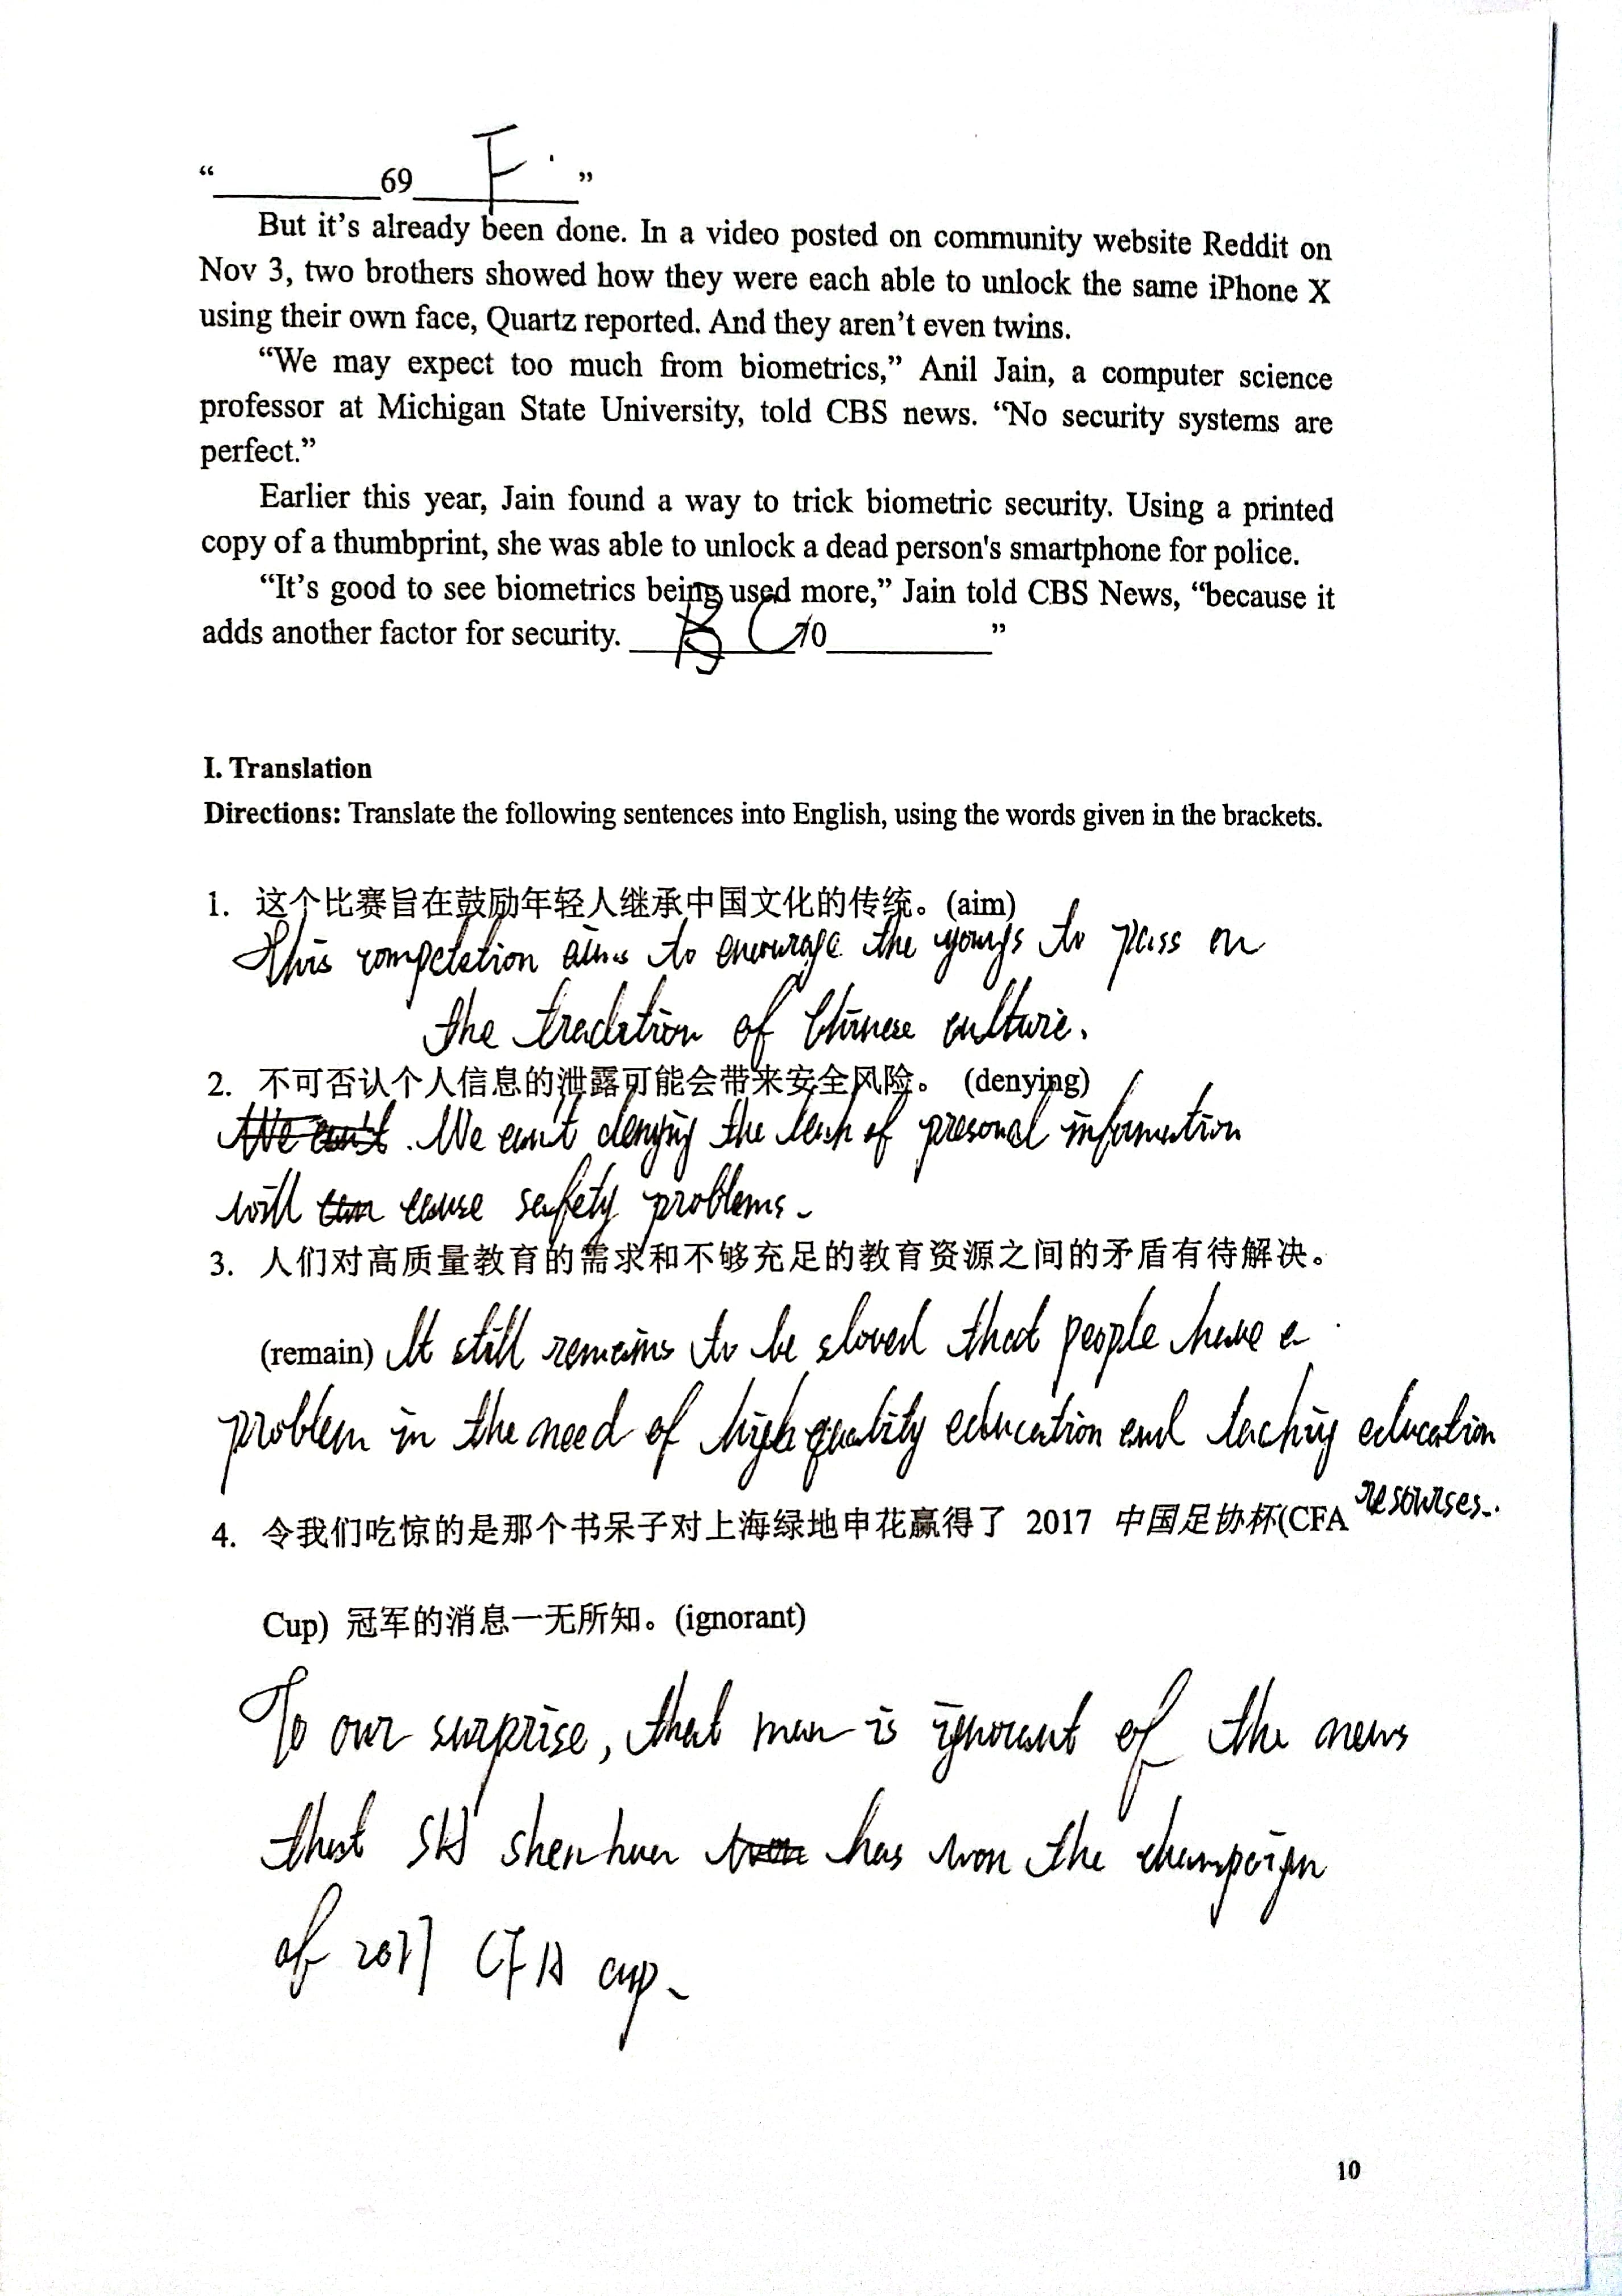 “ 69 F. ”
But it’s already been done. In a video posted on community website Reddit on
Nov 3, two brothers showed how they were each able to unlock the same iPhone X
using their own face, Quartz reported. And they aren’t even twins.
“We may expect too much from biometrics,” Anil Jain, a computer science
professor at Michigan State University, told CBS news. “No security systems are
perfect.”
Earlier this year, Jain found a way to trick biometric security. Using a printed
copy of a thumbprint, she was able to unlock a dead person's smartphone for police.
“It’s good to see biometrics being used more,” Jain told CBS News, “because it
adds another factor for security. C 70 ”
I. Translation
Directions: Translate the following sentences into English, using the words given in the brackets.
1. 这个比赛旨在鼓励年轻人继承中国文化的传统。(aim)
This competetion aims to encourage the youngs to pass on
the tradition of Chinese culture.
2. 不可否认个人信息的泄露可能会带来安全风险。 (denying)
We can't denying the leak of presonal information
will cause safety problems.
3. 人们对高质量教育的需求和不够充足的教育资源之间的矛盾有待解决。
(remain) It still remains to be sloved that people have a
problem in the need of high quality education and education
resourses.
4. 令我们吃惊的是那个书呆子对上海绿地申花赢得了 2017 中国足协杯(CFA
Cup) 冠军的消息一无所知。(ignorant)
To our surprise, that man is ignorant of the news
that SH shenhua has won the champaign
of 2017 CFA cup.
10